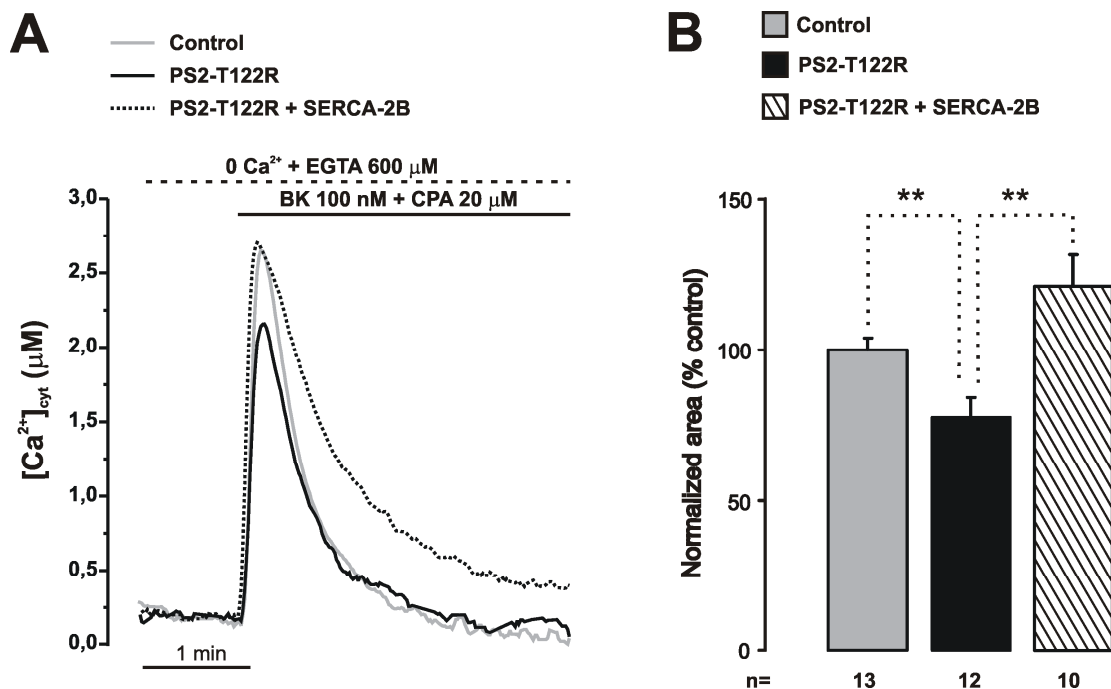 A
Control
PS2-T122R
PS2-T122R + SERCA-2B
0 Ca²⁺ + EGTA 600 µM
BK 100 nM + CPA 20 µM
[Ca²⁺]cyt (µM)
3,0
2,5
2,0
1,5
1,0
0,5
0,0
1 min
B
Control
PS2-T122R
PS2-T122R + SERCA-2B
Normalized area (% control)
150
100
50
0
** **
n= 13 12 10